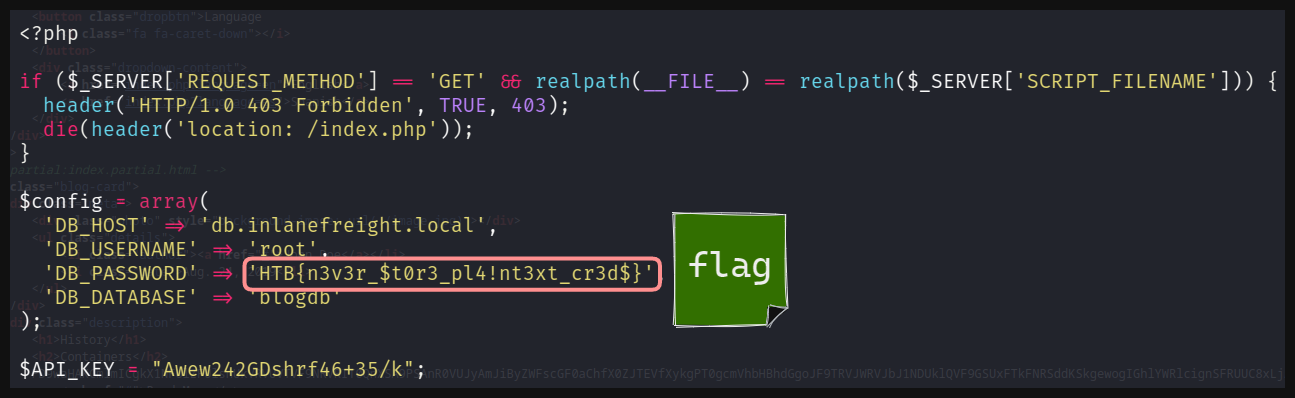 <?php
if ($_SERVER['REQUEST_METHOD'] == 'GET' && realpath(__FILE__) == realpath($_SERVER['SCRIPT_FILENAME'])) {
header('HTTP/1.0 403 Forbidden', TRUE, 403);
die(header('location: /index.php'));
}
$config = array(
'DB_HOST' => 'db.inlanefreight.local',
'DB_USERNAME' => 'root',
'DB_PASSWORD' => 'HTB{n3v3r_$t0r3_pl4!nt3xt_cr3d$}'
flag
'DB_DATABASE' => 'blogdb'
);
$API_KEY = "Awew242GDshrf46+35/k";